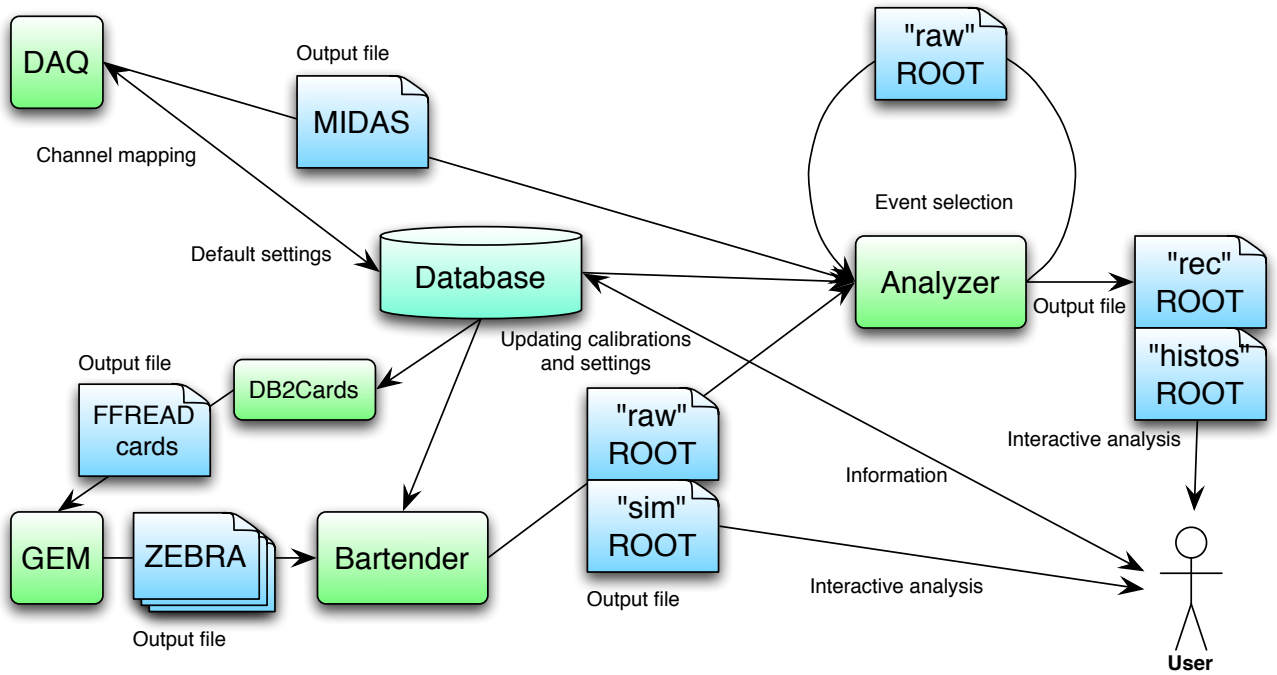 "raw"
ROOT
DAQ
Output file
MIDAS
Channel mapping
Event selection
Default settings
Database
Analyzer
"rec"
ROOT
Output file
Updating calibrations
and settings
"histos"
ROOT
Output file
DB2Cards
FFREAD
cards
"raw"
ROOT
Interactive analysis
Information
"sim"
ROOT
GEM
ZEBRA
Bartender
Interactive analysis
Output file
Output file
User